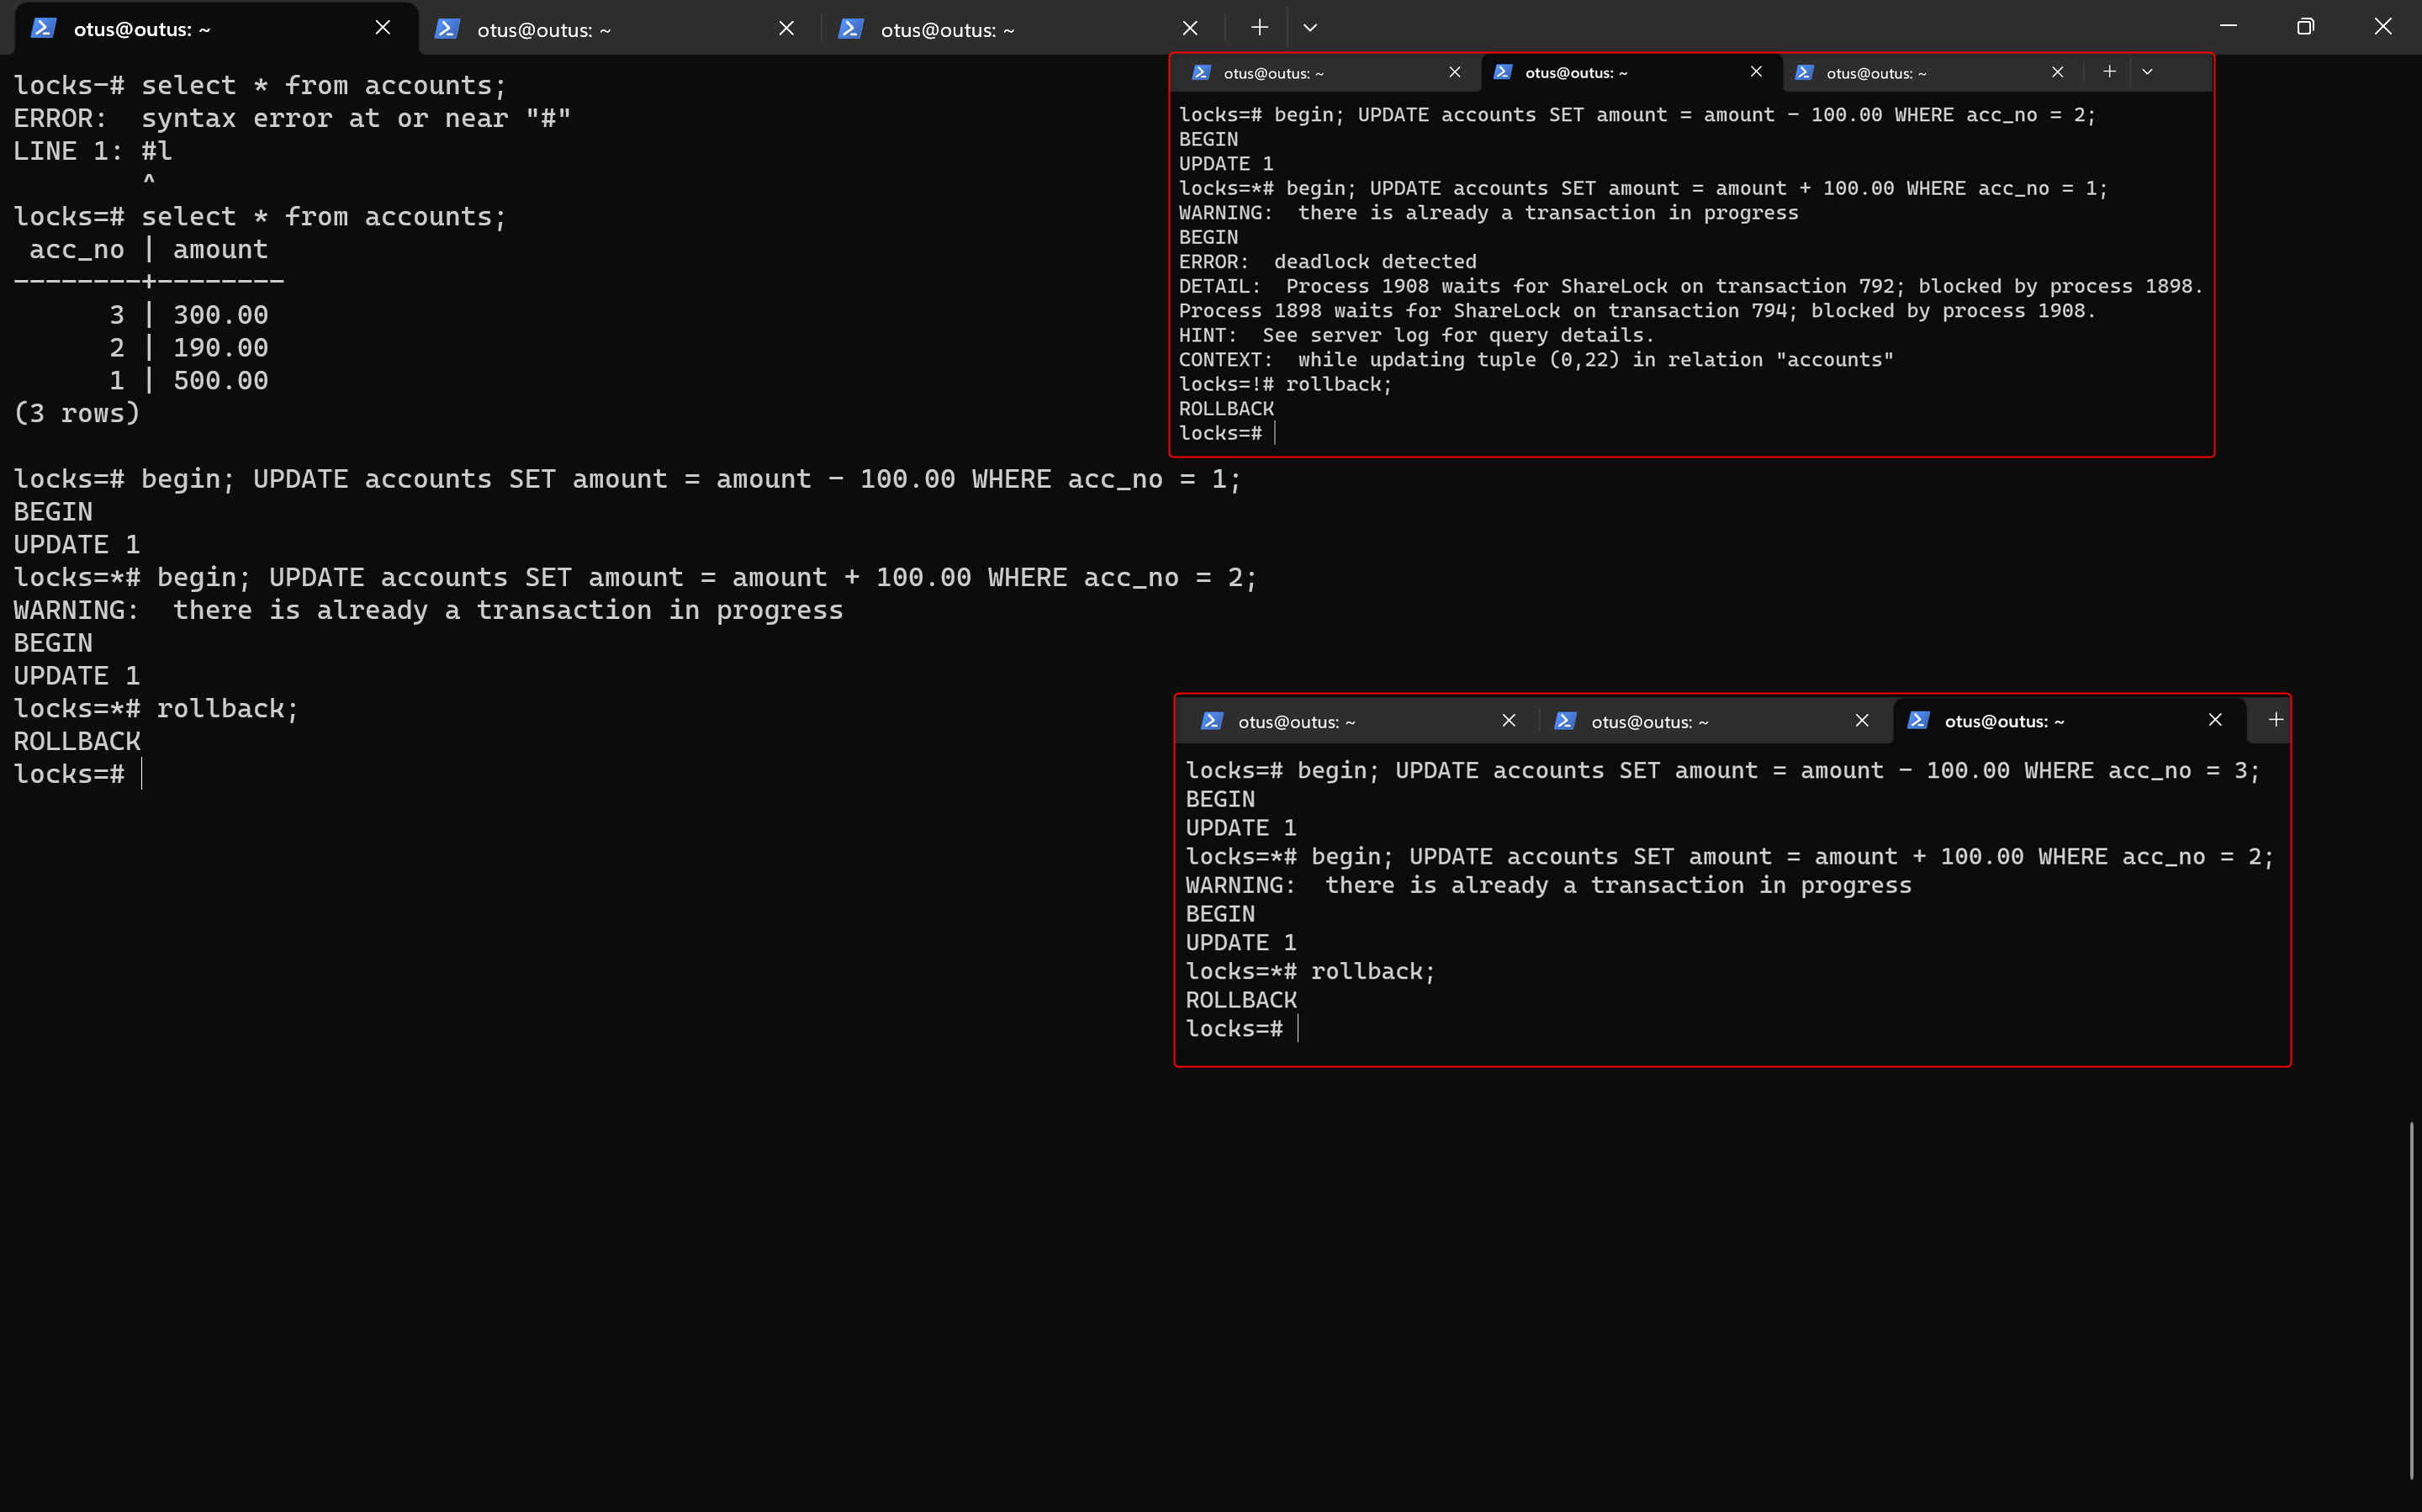 otus@outus: ~
otus@outus: ~
otus@outus: ~
locks-# select * from accounts;
ERROR:  syntax error at or near "#"
LINE 1: #l
        ^
locks=# select * from accounts;
 acc_no | amount
--------+--------
      3 | 300.00
      2 | 190.00
      1 | 500.00
(3 rows)
locks=# begin; UPDATE accounts SET amount = amount - 100.00 WHERE acc_no = 1;
BEGIN
UPDATE 1
locks=*# begin; UPDATE accounts SET amount = amount + 100.00 WHERE acc_no = 2;
WARNING:  there is already a transaction in progress
BEGIN
UPDATE 1
locks=*# rollback;
ROLLBACK
locks=#
otus@outus: ~
otus@outus: ~
otus@outus: ~
locks=# begin; UPDATE accounts SET amount = amount - 100.00 WHERE acc_no = 2;
BEGIN
UPDATE 1
locks=*# begin; UPDATE accounts SET amount = amount + 100.00 WHERE acc_no = 1;
WARNING:  there is already a transaction in progress
BEGIN
ERROR:  deadlock detected
DETAIL:  Process 1908 waits for ShareLock on transaction 792; blocked by process 1898.
Process 1898 waits for ShareLock on transaction 794; blocked by process 1908.
HINT:  See server log for query details.
CONTEXT:  while updating tuple (0,22) in relation "accounts"
locks=!# rollback;
ROLLBACK
locks=#
otus@outus: ~
otus@outus: ~
otus@outus: ~
locks=# begin; UPDATE accounts SET amount = amount - 100.00 WHERE acc_no = 3;
BEGIN
UPDATE 1
locks=*# begin; UPDATE accounts SET amount = amount + 100.00 WHERE acc_no = 2;
WARNING:  there is already a transaction in progress
BEGIN
UPDATE 1
locks=*# rollback;
ROLLBACK
locks=#